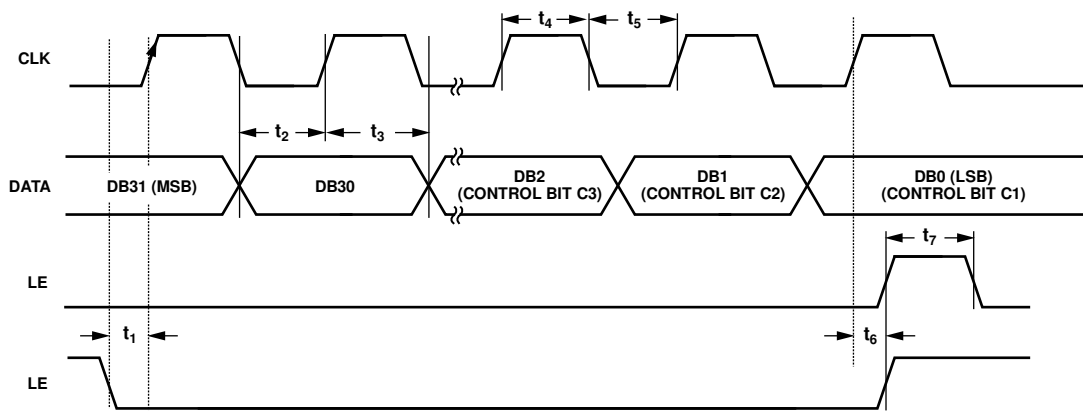 CLK
t4
t5
t2
t3
DATA
DB31 (MSB)
DB30
DB2
(CONTROL BIT C3)
DB1
(CONTROL BIT C2)
DB0 (LSB)
(CONTROL BIT C1)
t7
LE
t1
t6
LE